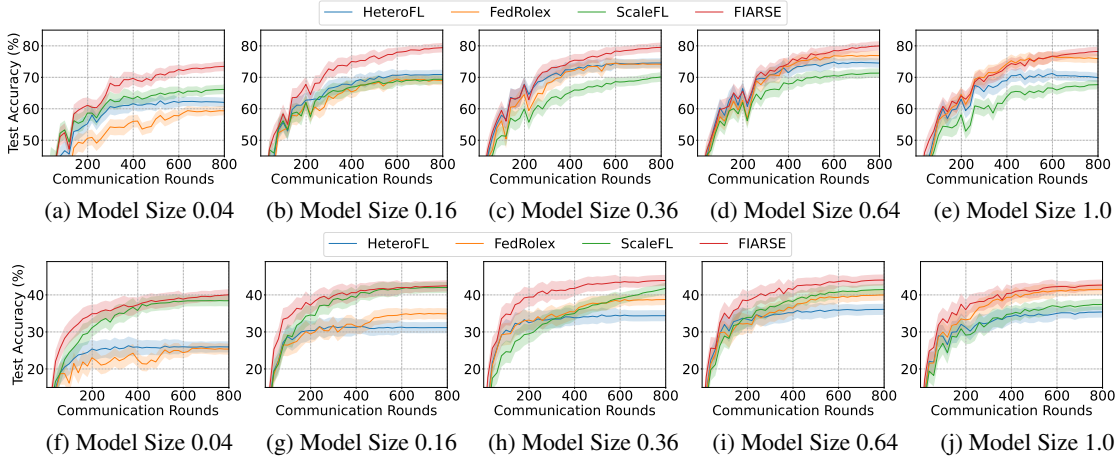 HeteroFL FedRolex ScaleFL FIARSE
Test Accuracy (%)
80 70 60 50
200 400 600 800
Communication Rounds
(a) Model Size 0.04
80 70 60 50
200 400 600 800
Communication Rounds
(b) Model Size 0.16
80 70 60 50
200 400 600 800
Communication Rounds
(c) Model Size 0.36
80 70 60 50
200 400 600 800
Communication Rounds
(d) Model Size 0.64
80 70 60 50
200 400 600 800
Communication Rounds
(e) Model Size 1.0
HeteroFL FedRolex ScaleFL FIARSE
Test Accuracy (%)
40 30 20
200 400 600 800
Communication Rounds
(f) Model Size 0.04
40 30 20
200 400 600 800
Communication Rounds
(g) Model Size 0.16
40 30 20
200 400 600 800
Communication Rounds
(h) Model Size 0.36
40 30 20
200 400 600 800
Communication Rounds
(i) Model Size 0.64
40 30 20
200 400 600 800
Communication Rounds
(j) Model Size 1.0